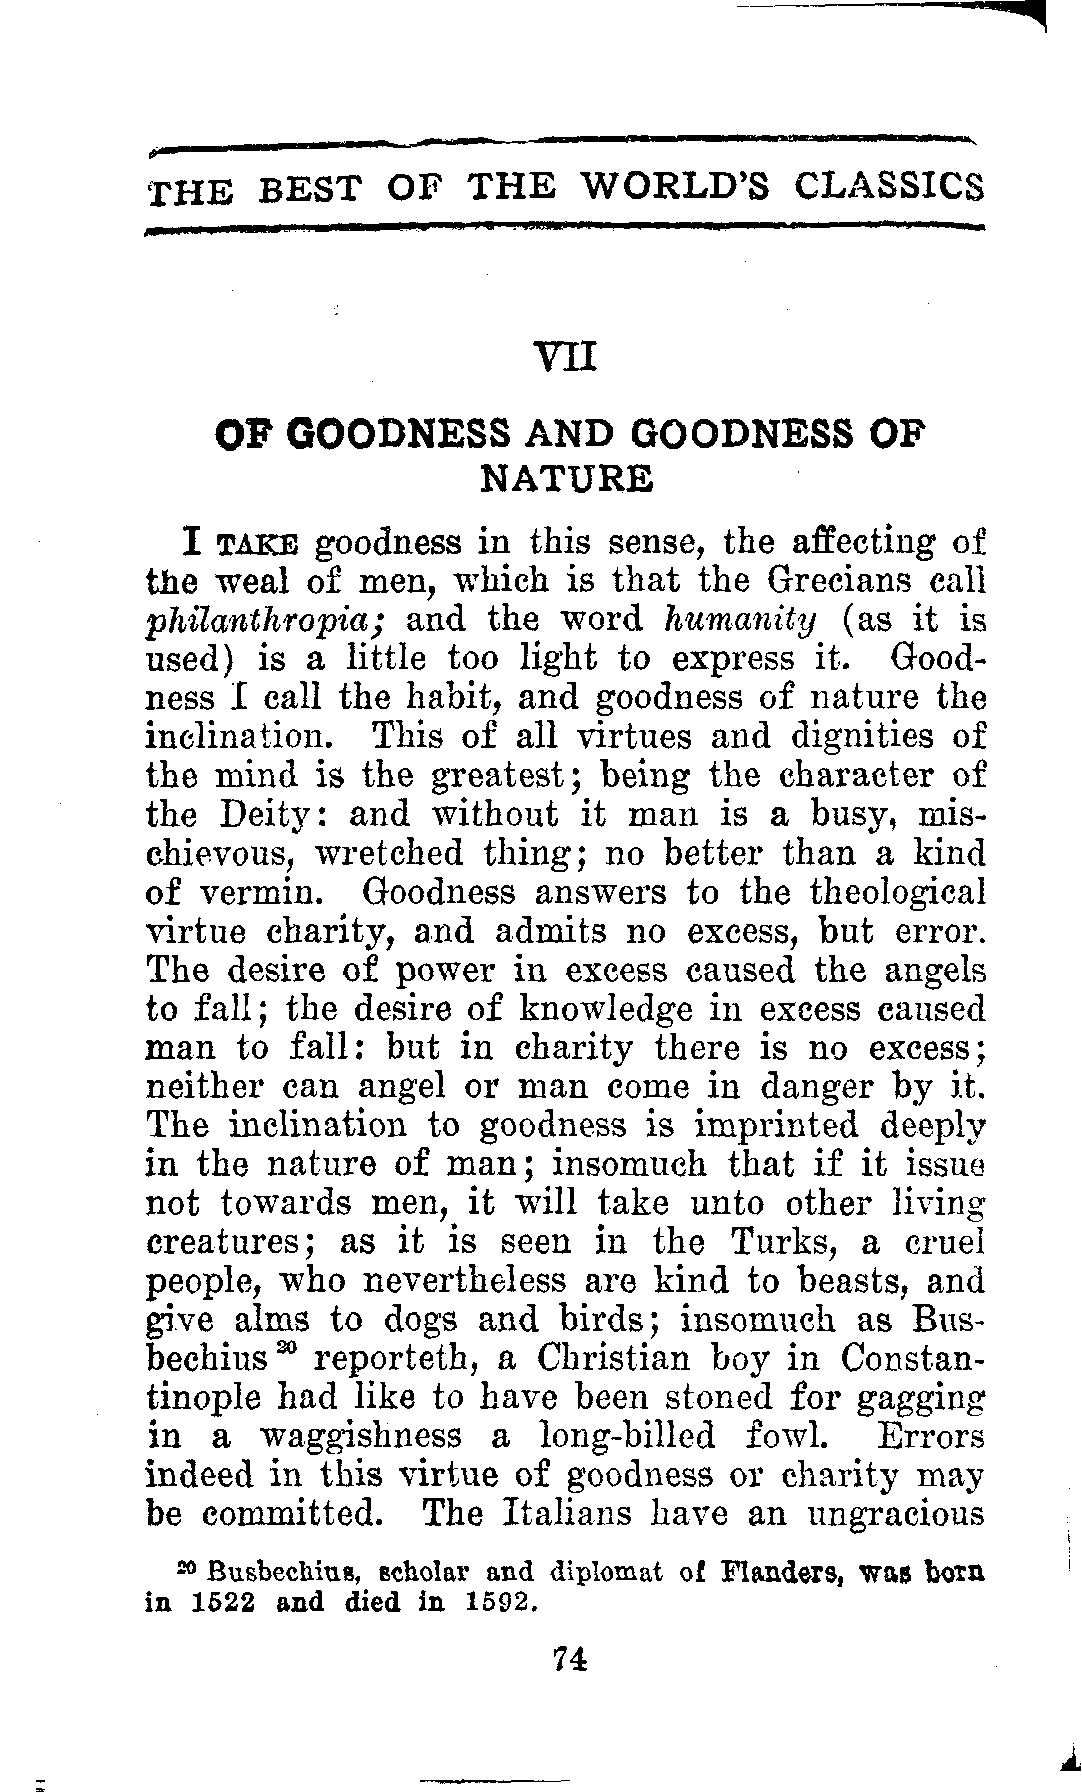 THE BEST OF THE WORLD'S CLASSICS
VII
OF GOODNESS AND GOODNESS OF
NATURE
I TAKE goodness in this sense, the affecting of
the weal of men, which is that the Grecians call
philanthropia; and the word humanity (as it is
used) is a little too light to express it. Good-
ness I call the habit, and goodness of nature the
inclination. This of all virtues and dignities of
the mind is the greatest; being the character of
the Deity: and without it man is a busy, mis-
chievous, wretched thing; no better than a kind
of vermin. Goodness answers to the theological
virtue charity, and admits no excess, but error.
The desire of power in excess caused the angels
to fall; the desire of knowledge in excess caused
man to fall: but in charity there is no excess;
neither can angel or man come in danger by it.
The inclination to goodness is imprinted deeply
in the nature of man; insomuch that if it issue
not towards men, it will take unto other living
creatures; as it is seen in the Turks, a cruel
people, who nevertheless are kind to beasts, and
give alms to dogs and birds; insomuch as Bus-
bechius 20 reporteth, a Christian boy in Constan-
tinople had like to have been stoned for gagging
in a waggishness a long-billed fowl. Errors
indeed in this virtue of goodness or charity may
be committed. The Italians have an ungracious
20 Busbechius, scholar and diplomat of Flanders, was born
in 1522 and died in 1592.
74